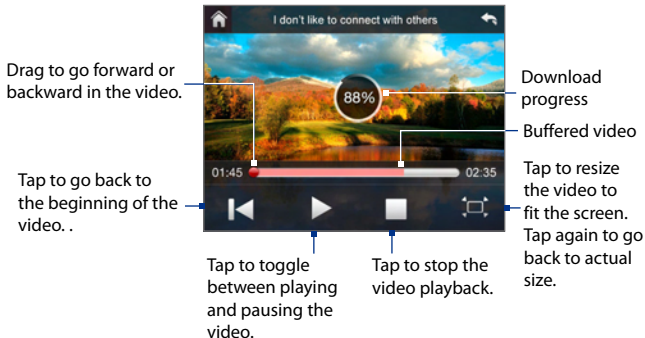 I don't like to connect with others
Drag to go forward or
backward in the video.
88%
Download
progress
Buffered video
01:45
02:35
Tap to go back to
the beginning of the
video. .
Tap to resize
the video to
fit the screen.
Tap again to go
back to actual
size.
Tap to toggle
between playing
and pausing the
video.
Tap to stop the
video playback.